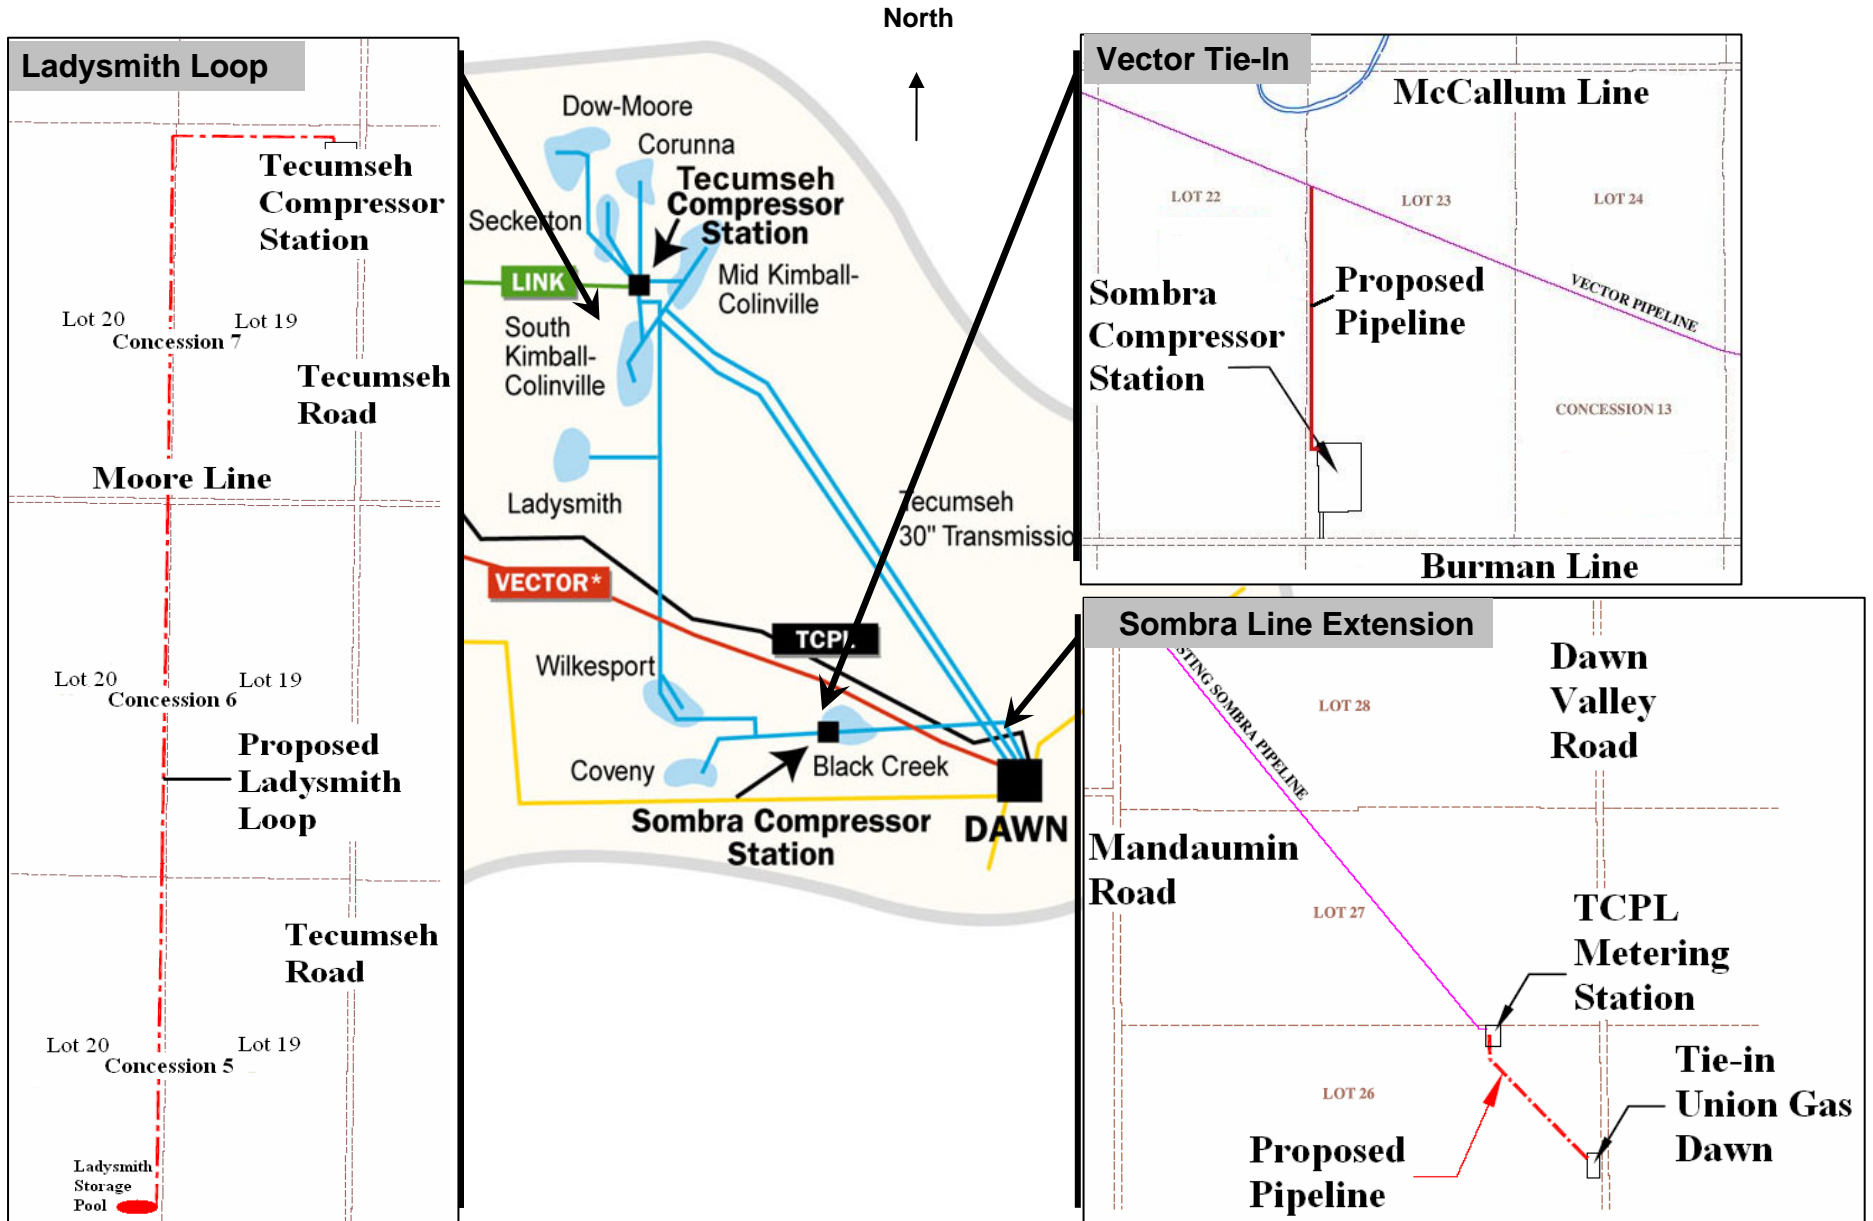 North
Ladysmith Loop
Tecumseh
Compressor
Station
Lot 20
Lot 19
Concession 7
Tecumseh
Road
Moore Line
Lot 20
Lot 19
Concession 6
Proposed
Ladysmith
Loop
Tecumseh
Road
Lot 20
Lot 19
Concession 5
Ladysmith
Storage
Pool
Dow-Moore
Corunna
Tecumseh
Compressor
Station
Seckerton
LINK
Mid Kimball-
Colinville
South
Kimball-
Colinville
Ladysmith
Tecumseh
30" Transmissio
VECTOR*
TCPL
Wilkesport
Coveny
Black Creek
Sombra Compressor
Station
DAWN
Vector Tie-In
McCallum Line
LOT 22
LOT 23
LOT 24
Sombra
Compressor
Station
Proposed
Pipeline
VECTOR PIPELINE
CONCESSION 13
Burman Line
Sombra Line Extension
STING SOMBRA PIPELINE
LOT 28
Dawn
Valley
Road
Mandaumin
Road
LOT 27
TCPL
Metering
Station
LOT 26
Tie-in
Union Gas
Dawn
Proposed
Pipeline